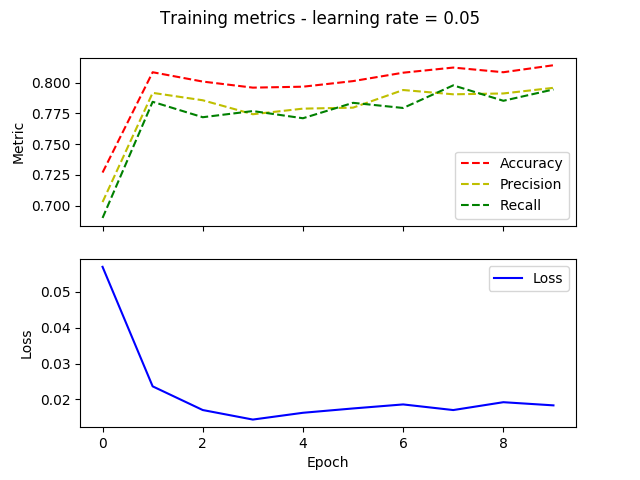 Training metrics - learning rate = 0.05
0.800
0.775
0.750
0.725
0.700
Metric
Accuracy
Precision
Recall
0.05
0.04
0.03
0.02
Loss
Loss
0 2 4 6 8
Epoch